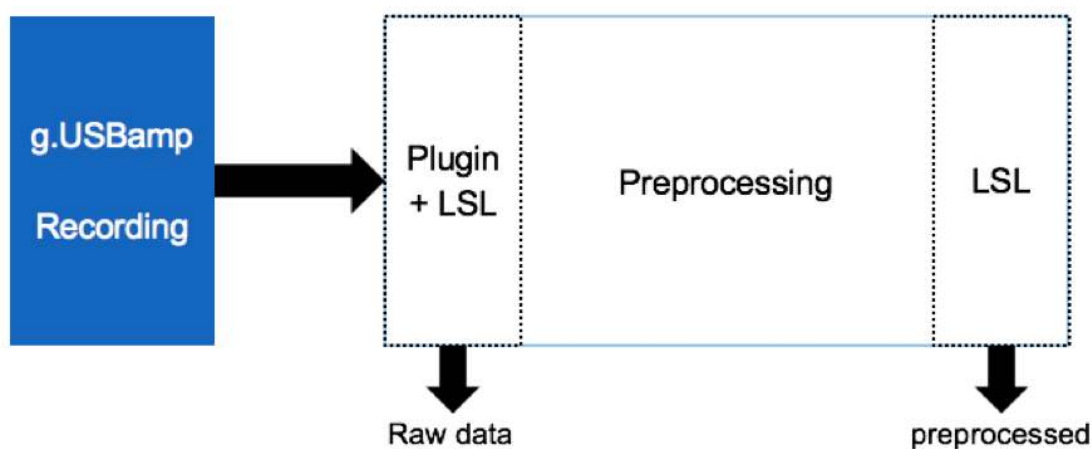 g.USBamp
Recording
Plugin
+ LSL
Preprocessing
LSL
Raw data
preprocessed